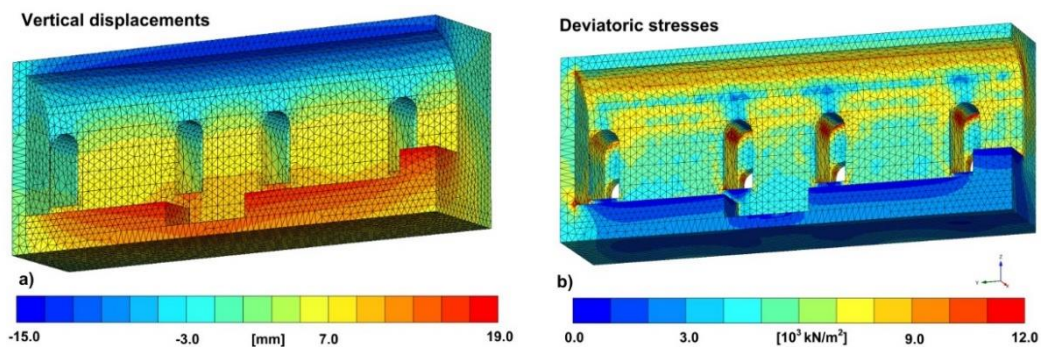 Vertical displacements
Deviatoric stresses
a)
-15.0 -3.0 [mm] 7.0 19.0
b)
0.0 3.0 [10³ kN/m²] 9.0 12.0
Z
Y